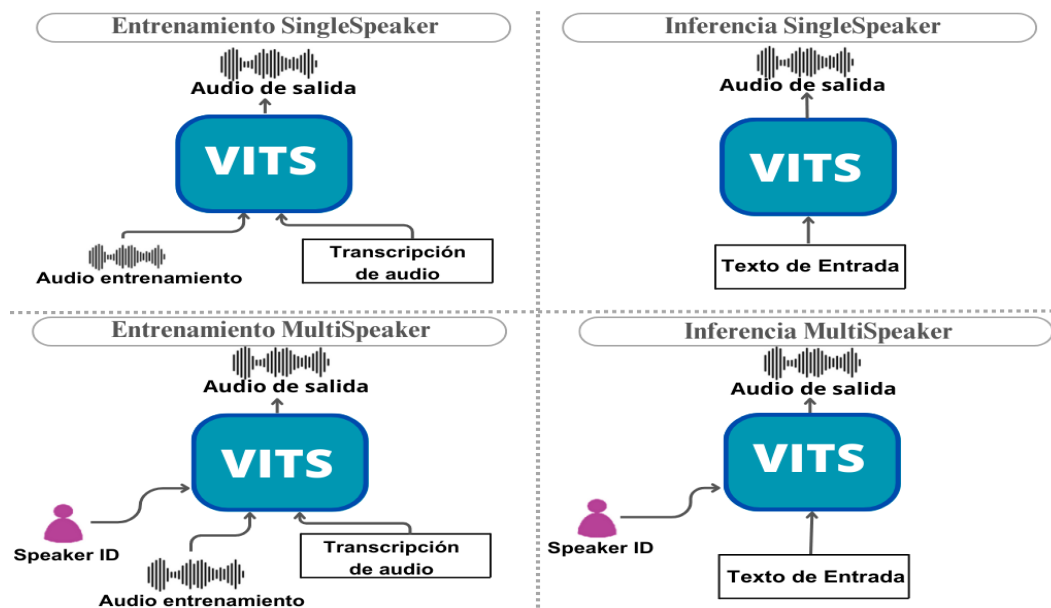 Entrenamiento SingleSpeaker
Audio de salida
VITS
Audio entrenamiento
Transcripción
de audio
Inferencia SingleSpeaker
Audio de salida
VITS
Texto de Entrada
Entrenamiento MultiSpeaker
Audio de salida
VITS
Speaker ID
Transcripción
de audio
Audio entrenamiento
Inferencia MultiSpeaker
Audio de salida
VITS
Speaker ID
Texto de Entrada